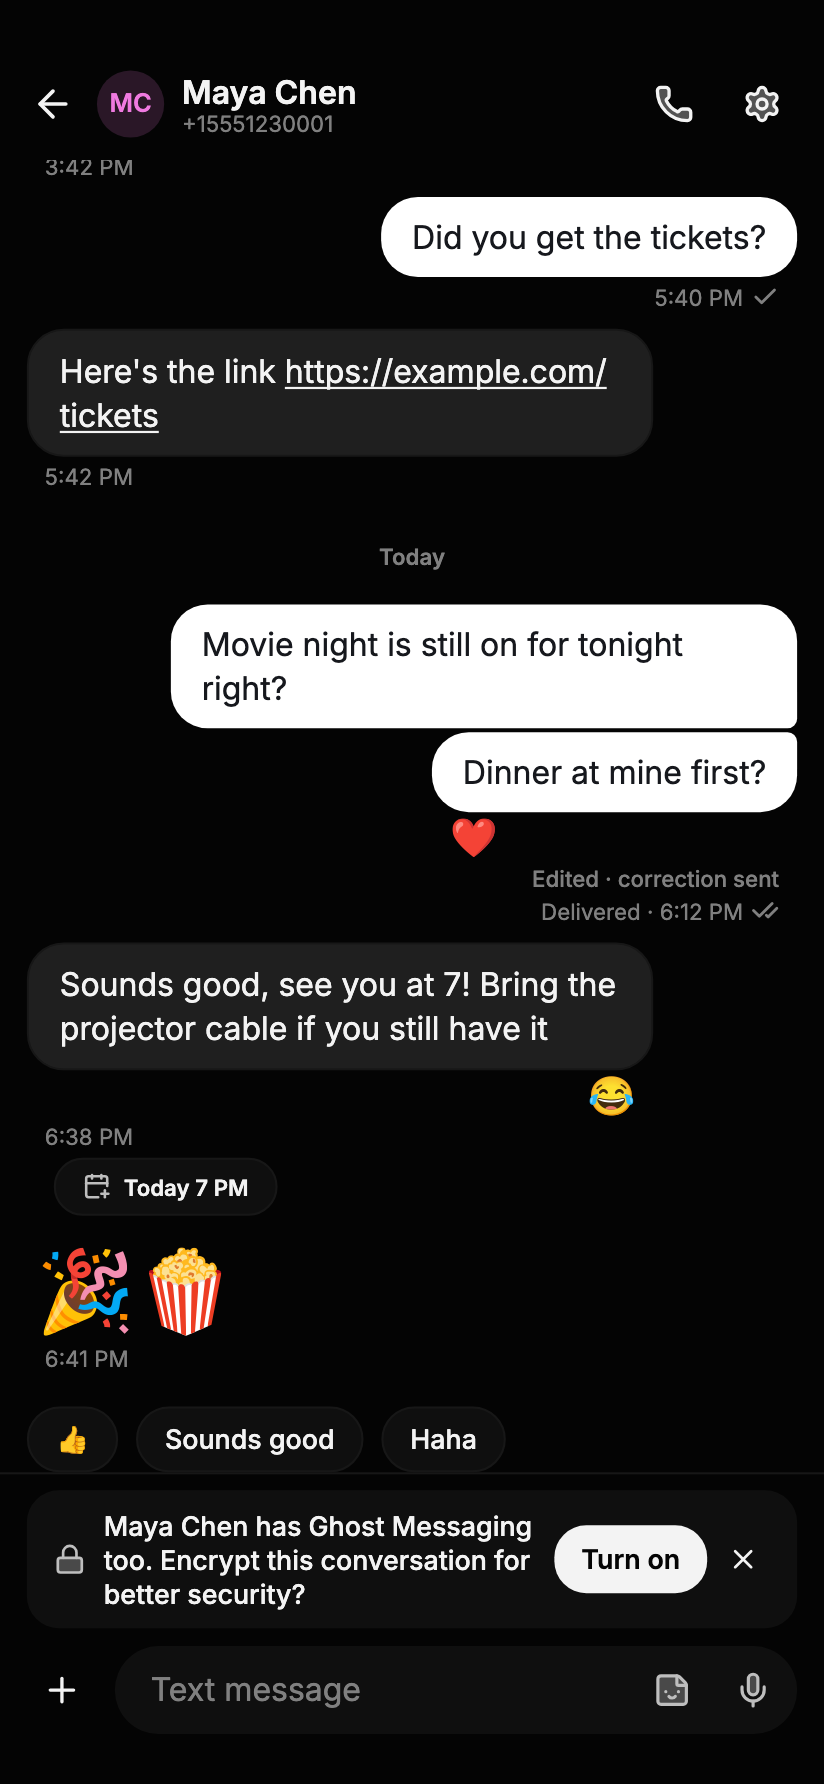 MC
Maya Chen
+15551230001
3:42 PM
Did you get the tickets?
5:40 PM
Here's the link https://example.com/
tickets
5:42 PM
Today
Movie night is still on for tonight
right?
Dinner at mine first?
Edited · correction sent
Delivered · 6:12 PM
Sounds good, see you at 7! Bring the
projector cable if you still have it
6:38 PM
Today 7 PM
6:41 PM
Sounds good
Haha
Maya Chen has Ghost Messaging
too. Encrypt this conversation for
better security?
Turn on
Text message